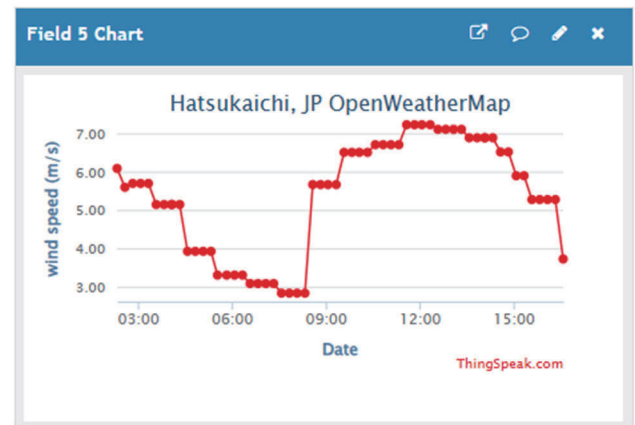 Field 5 Chart
Hatsukaichi, JP OpenWeatherMap
wind speed (m/s)
7.00
6.00
5.00
4.00
3.00
03:00 06:00 09:00 12:00 15:00
Date
ThingSpeak.com